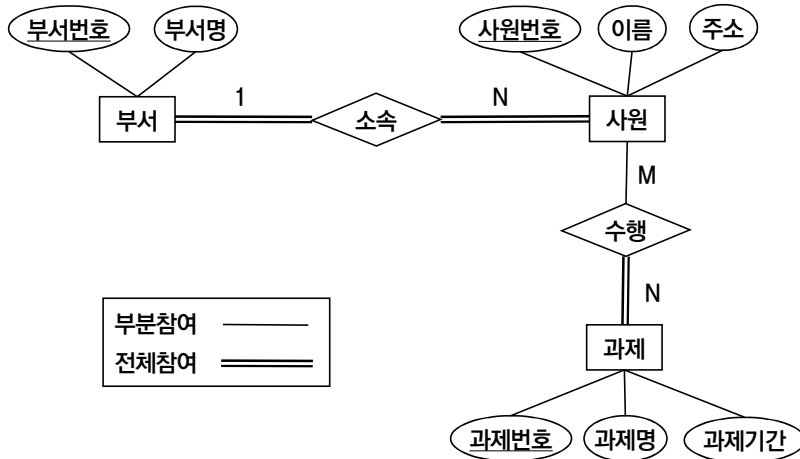 부서번호 부서명 사원번호 이름 주소
부서 1 소속 N 사원
M
수행
N
부분참여
전체참여
과제
과제번호 과제명 과제기간